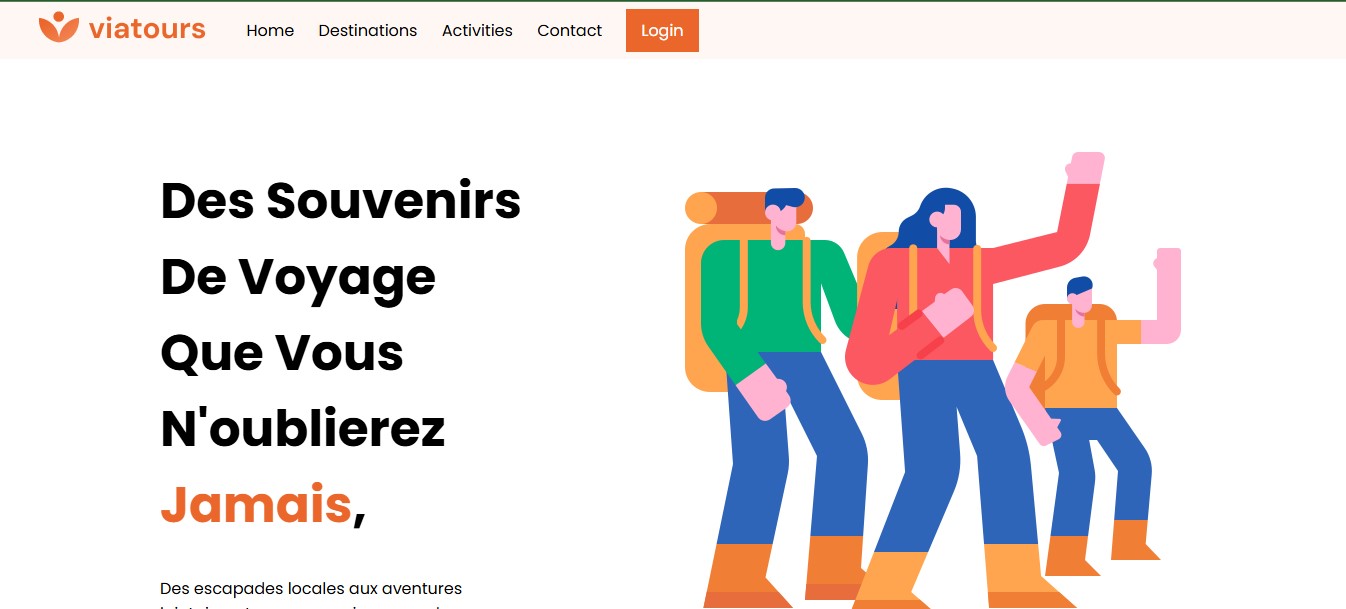 viatours Home Destinations Activities Contact Login
Des Souvenirs
De Voyage
Que Vous
N'oublierez
Jamais,
Des escapades locales aux aventures